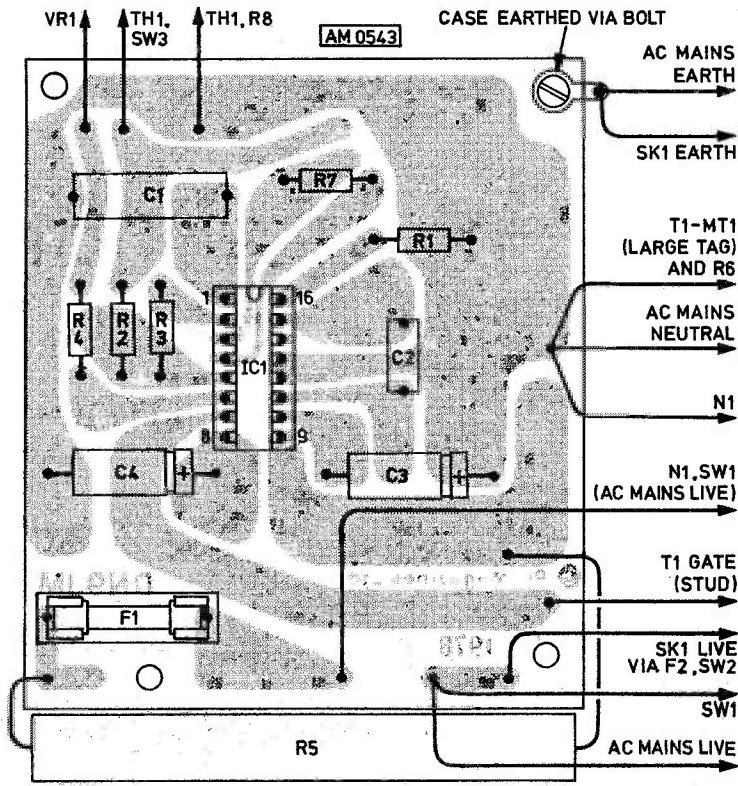 VR1
TH1,
SW3
TH1, R8
AM 0543
CASE EARTHED VIA BOLT
AC MAINS
EARTH
SK1 EARTH
C1
R7
R1
T1-MT1
(LARGE TAG)
AND R6
AC MAINS
NEUTRAL
N1
1
16
R4
R2
R3
IC1
C2
8
9
C4
+
C3
+
N1, SW1
(AC MAINS LIVE)
T1 GATE
(STUD)
F1
1978
SK1 LIVE
VIA F2, SW2
SW1
R5
AC MAINS LIVE